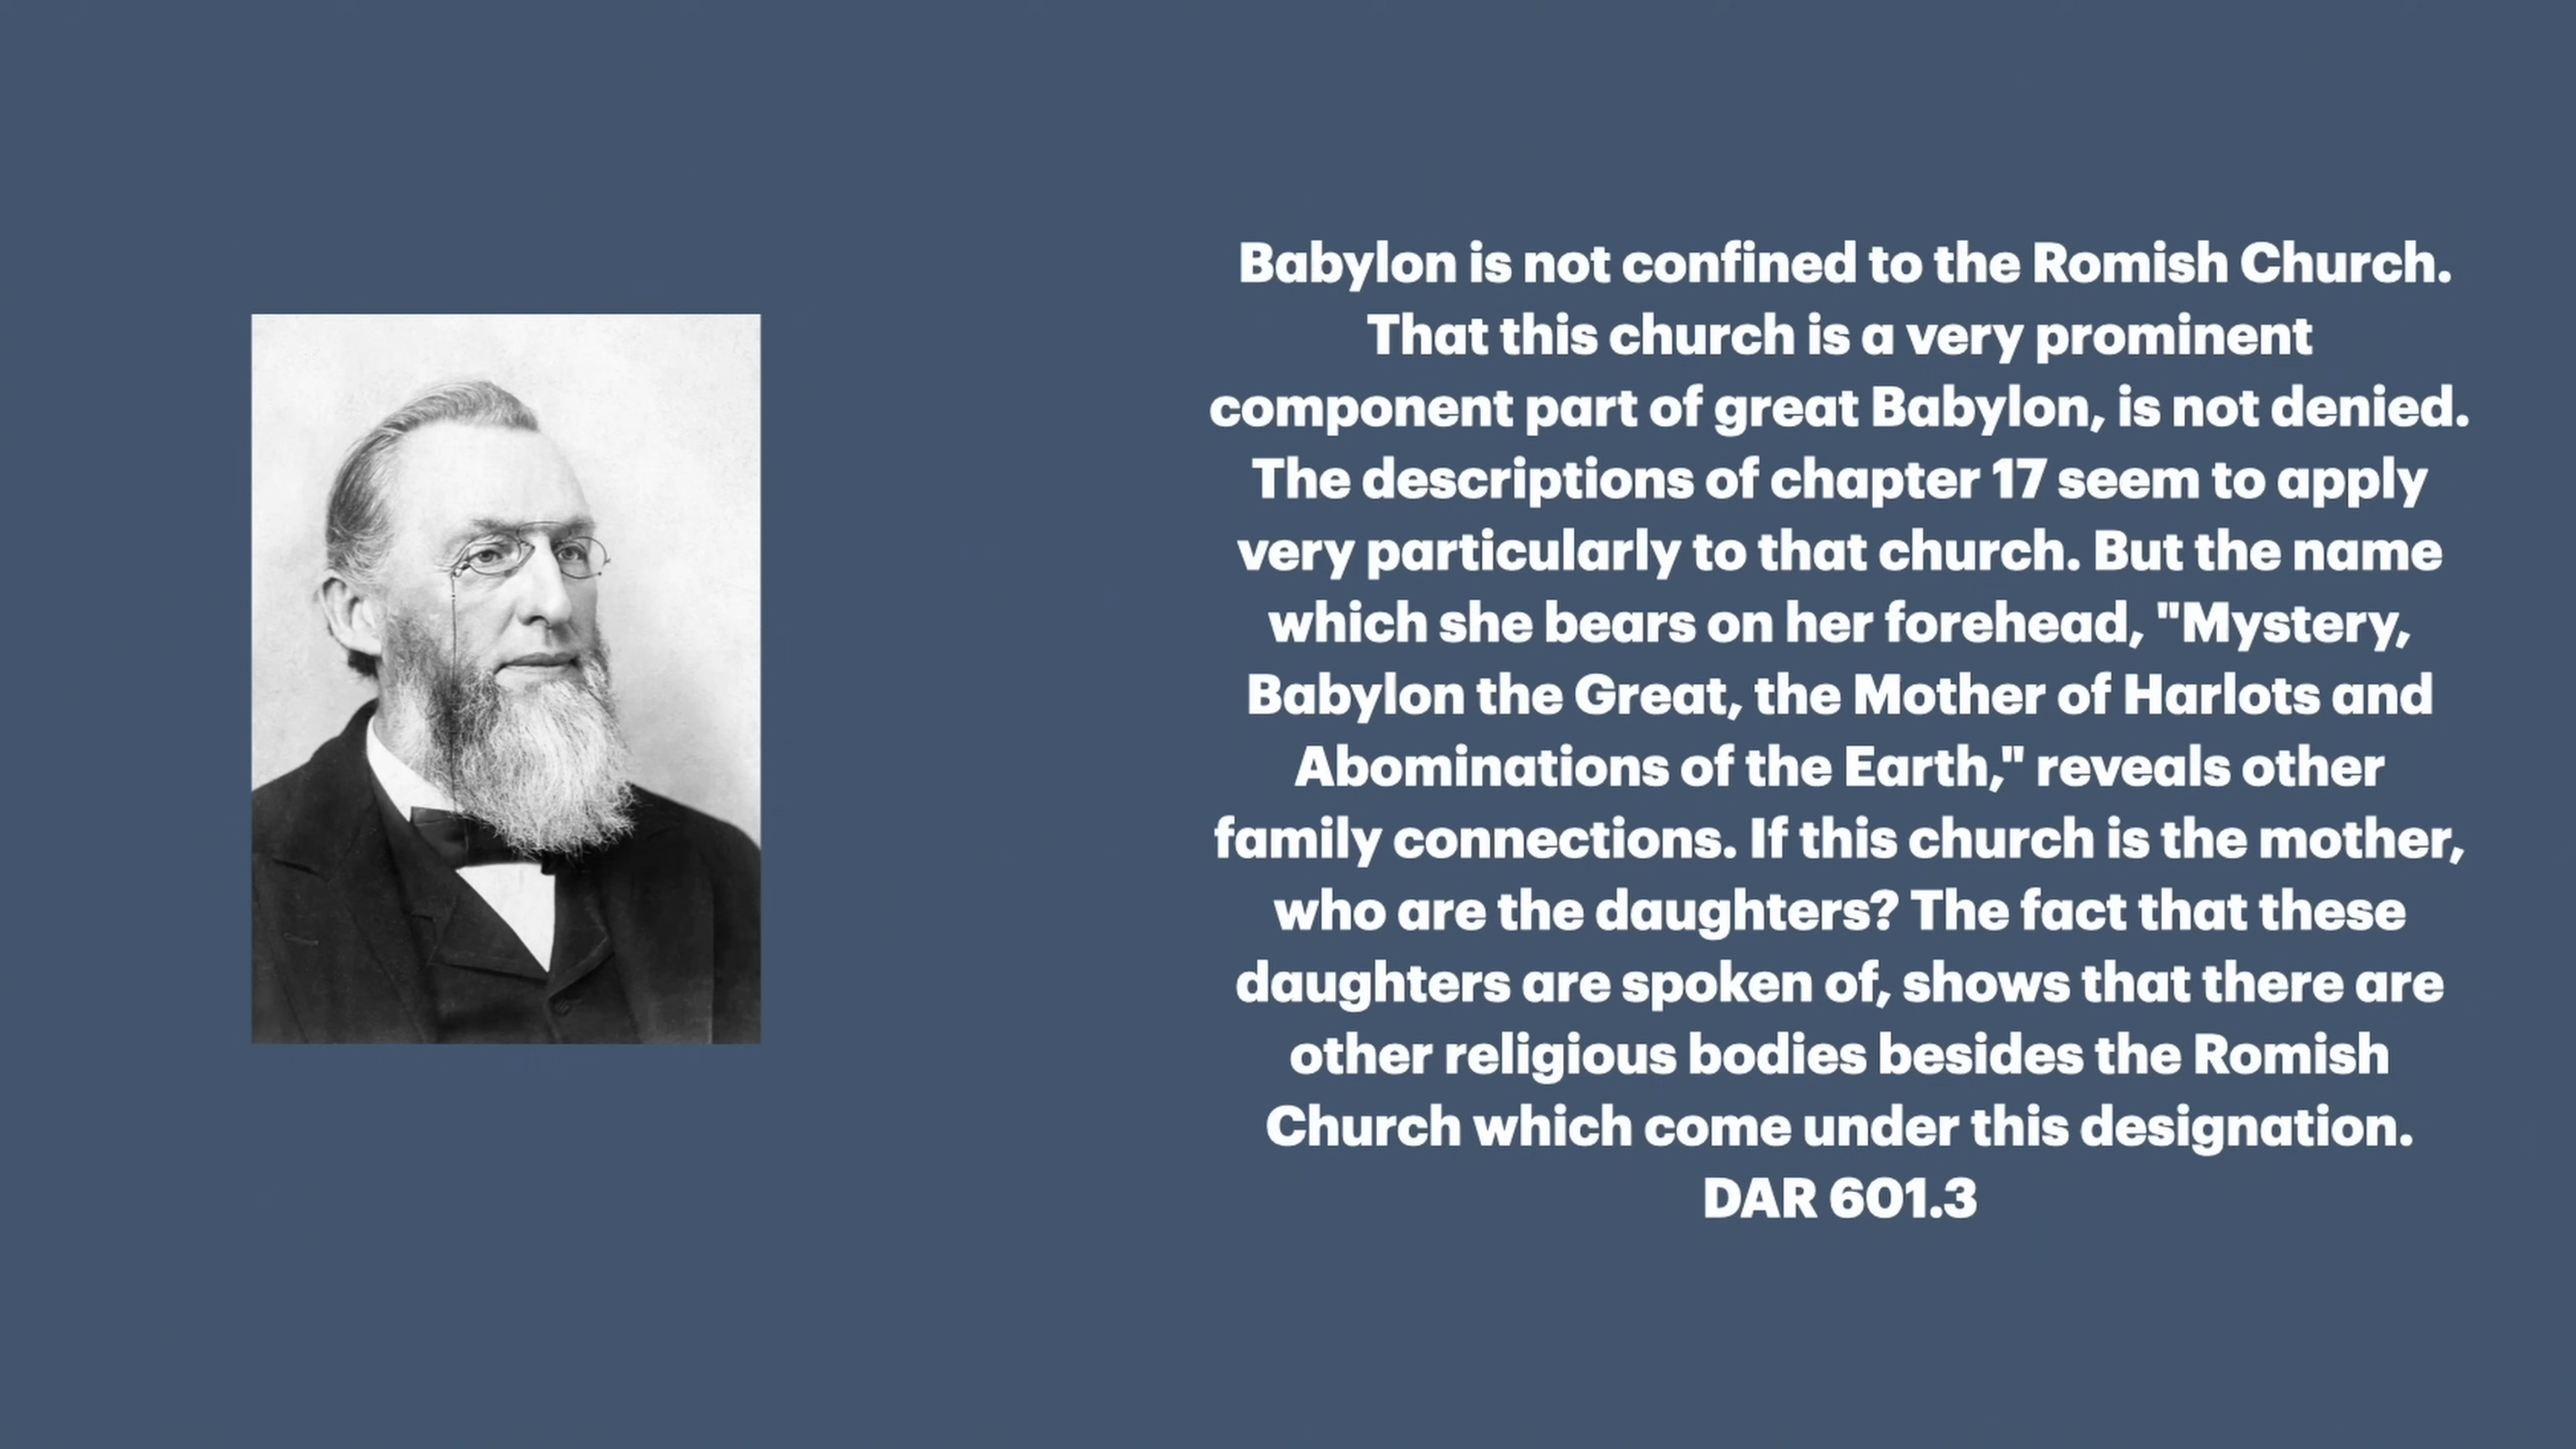 Babylon is not confined to the Romish Church.
That this church is a very prominent
component part of great Babylon, is not denied.
The descriptions of chapter 17 seem to apply
very particularly to that church. But the name
which she bears on her forehead, "Mystery,
Babylon the Great, the Mother of Harlots and
Abominations of the Earth," reveals other
family connections. If this church is the mother,
who are the daughters? The fact that these
daughters are spoken of, shows that there are
other religious bodies besides the Romish
Church which come under this designation.
DAR 601.3